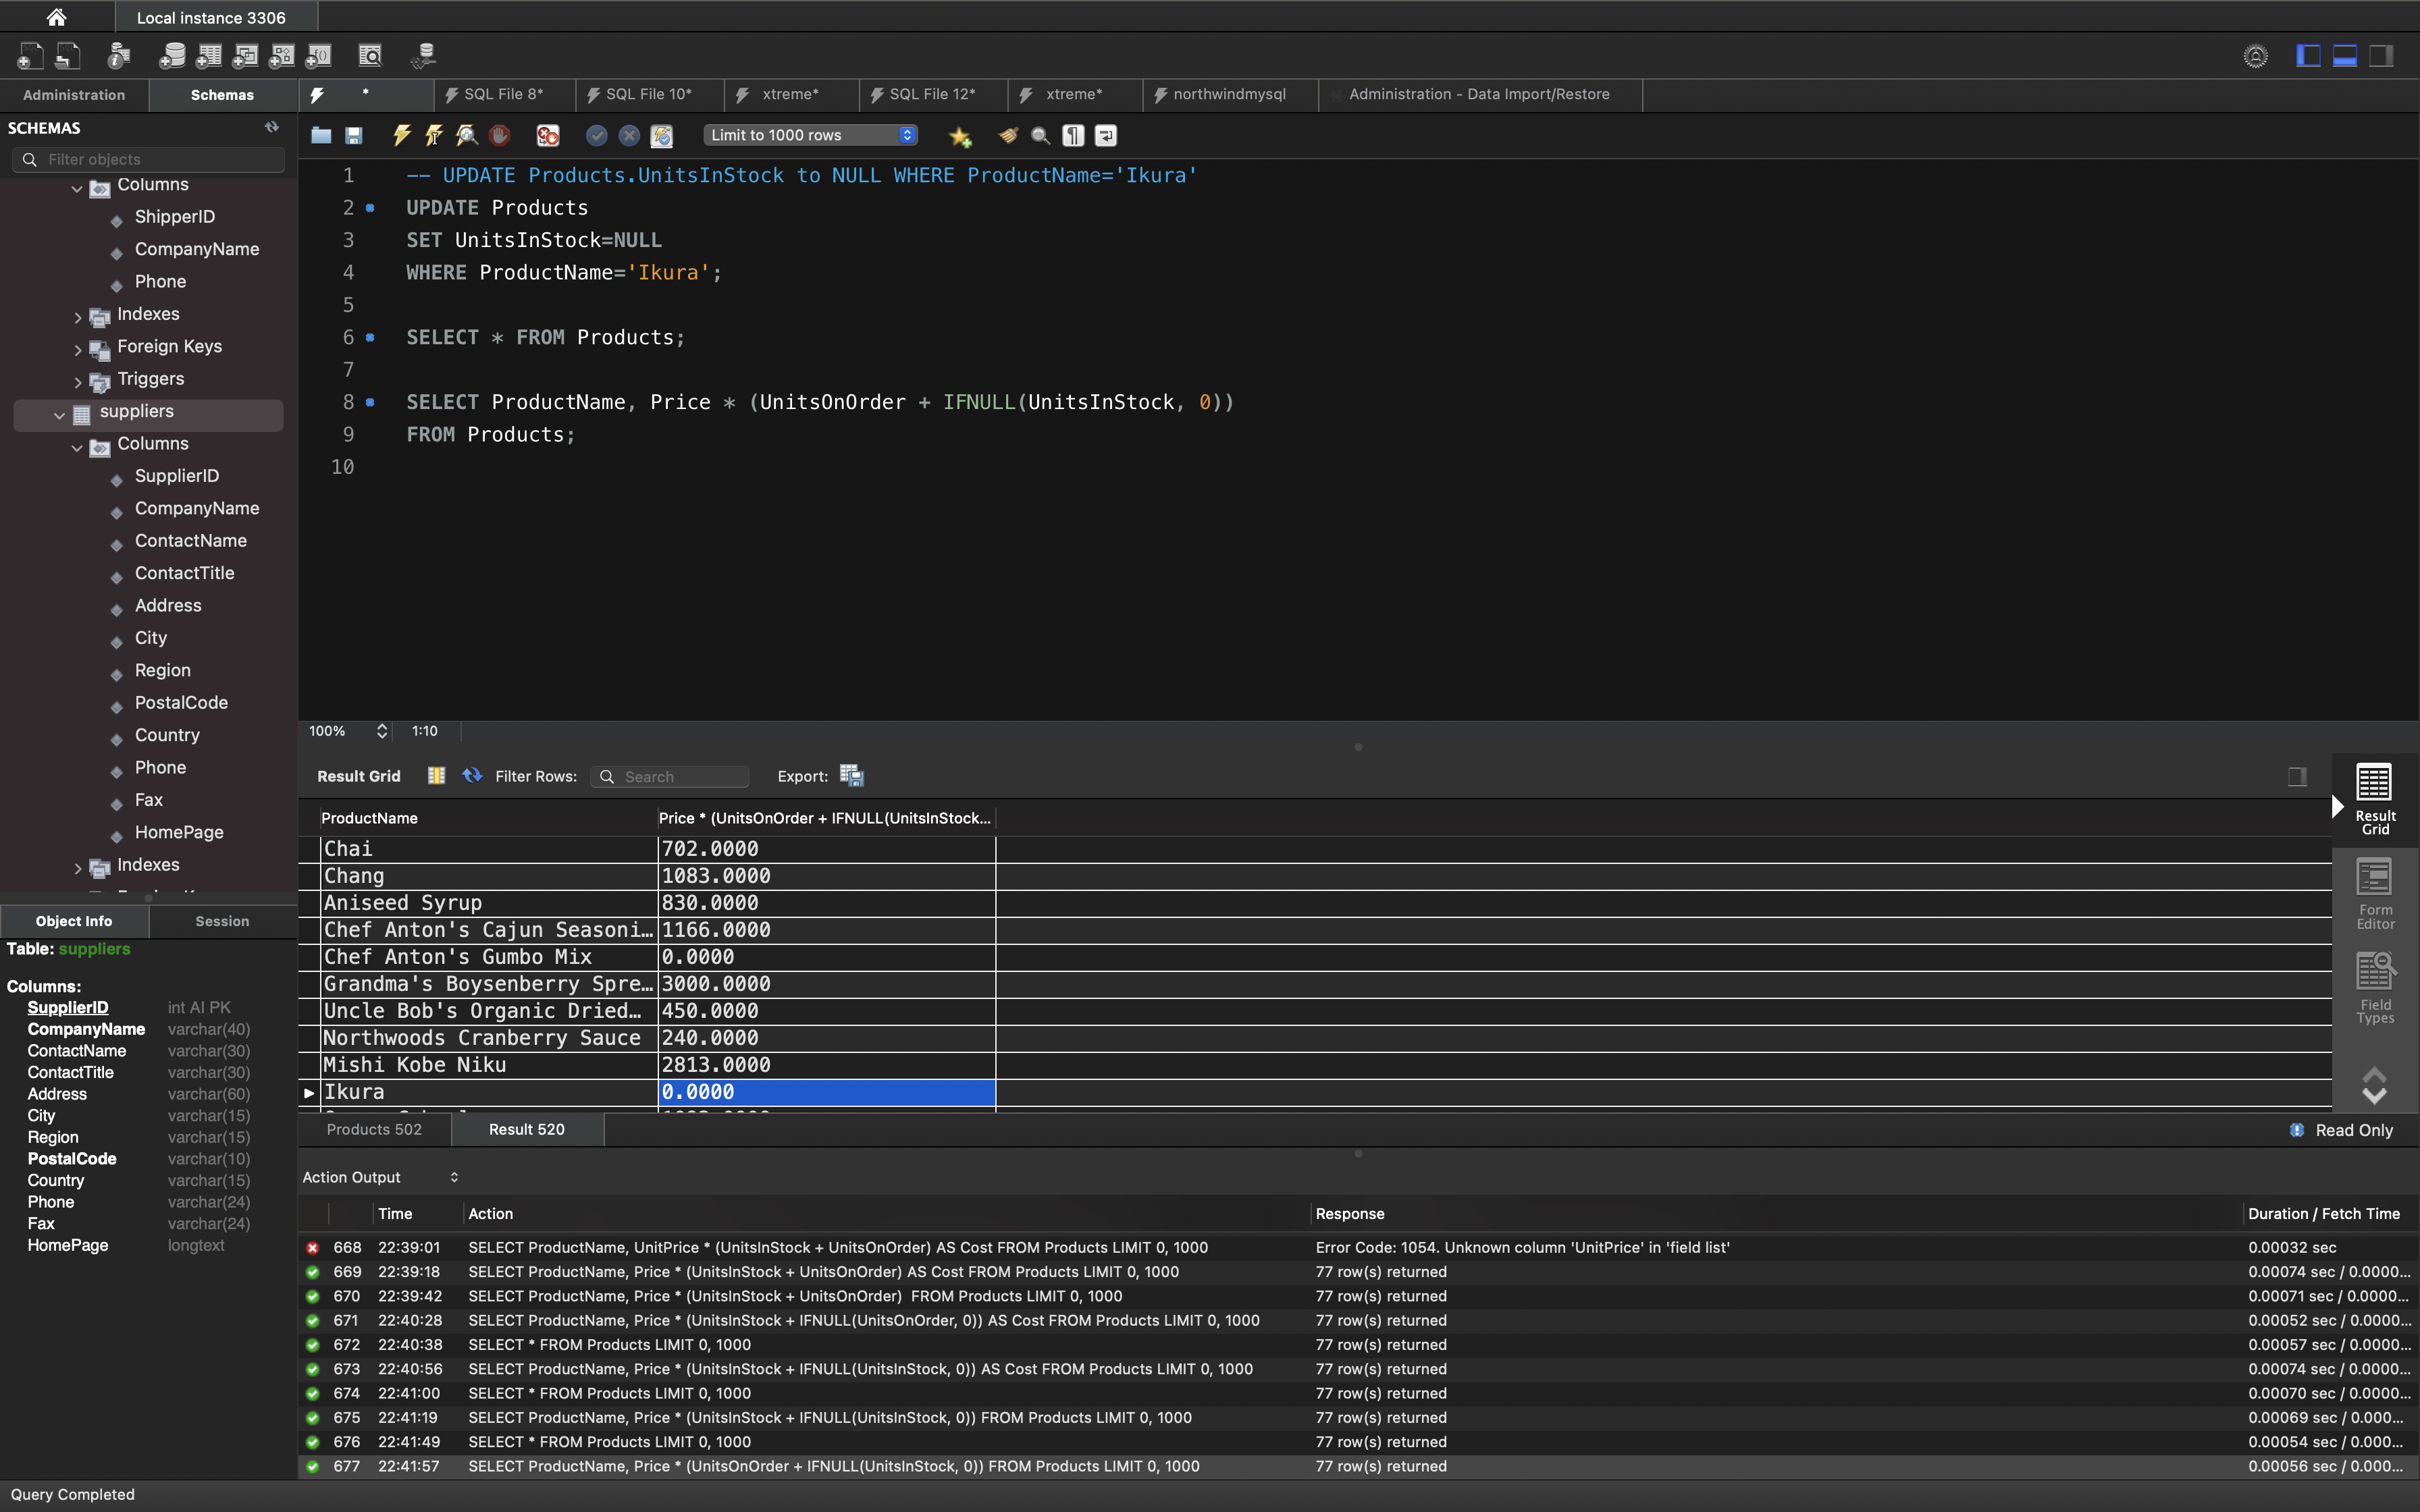 Local instance 3306
Administration
Schemas
*
SQL File 8*
SQL File 10*
xtreme*
SQL File 12*
xtreme*
northwindmysql
Administration - Data Import/Restore
SCHEMAS
Filter objects
Columns
ShipperID
CompanyName
Phone
Indexes
Foreign Keys
Triggers
suppliers
Columns
SupplierID
CompanyName
ContactName
ContactTitle
Address
City
Region
PostalCode
Country
Phone
Fax
HomePage
Indexes
Object Info
Session
Table: suppliers
Columns:
SupplierID int AI PK
CompanyName varchar(40)
ContactName varchar(30)
ContactTitle varchar(30)
Address varchar(60)
City varchar(15)
Region varchar(15)
PostalCode varchar(10)
Country varchar(15)
Phone varchar(24)
Fax varchar(24)
HomePage longtext
Limit to 1000 rows
1 -- UPDATE Products.UnitsInStock to NULL WHERE ProductName='Ikura'
2 UPDATE Products
3 SET UnitsInStock=NULL
4 WHERE ProductName='Ikura';
5
6 SELECT * FROM Products;
7
8 SELECT ProductName, Price * (UnitsOnOrder + IFNULL(UnitsInStock, 0))
9 FROM Products;
10
100% 1:10
Result Grid Filter Rows: Search Export:
ProductName Price * (UnitsOnOrder + IFNULL(UnitsInStock...
Chai 702.0000
Chang 1083.0000
Aniseed Syrup 830.0000
Chef Anton's Cajun Seasoni... 1166.0000
Chef Anton's Gumbo Mix 0.0000
Grandma's Boysenberry Spre... 3000.0000
Uncle Bob's Organic Dried... 450.0000
Northwoods Cranberry Sauce 240.0000
Mishi Kobe Niku 2813.0000
Ikura 0.0000
Result
Grid
Form
Editor
Field
Types
Products 502
Result 520
Read Only
Action Output
Time Action Response Duration / Fetch Time
668 22:39:01 SELECT ProductName, UnitPrice * (UnitsInStock + UnitsOnOrder) AS Cost FROM Products LIMIT 0, 1000 Error Code: 1054. Unknown column 'UnitPrice' in 'field list' 0.00032 sec
669 22:39:18 SELECT ProductName, Price * (UnitsInStock + UnitsOnOrder) AS Cost FROM Products LIMIT 0, 1000 77 row(s) returned 0.00074 sec / 0.0000...
670 22:39:42 SELECT ProductName, Price * (UnitsInStock + UnitsOnOrder)  FROM Products LIMIT 0, 1000 77 row(s) returned 0.00071 sec / 0.0000...
671 22:40:28 SELECT ProductName, Price * (UnitsInStock + IFNULL(UnitsOnOrder, 0)) AS Cost FROM Products LIMIT 0, 1000 77 row(s) returned 0.00052 sec / 0.0000...
672 22:40:38 SELECT * FROM Products LIMIT 0, 1000 77 row(s) returned 0.00057 sec / 0.0000...
673 22:40:56 SELECT ProductName, Price * (UnitsInStock + IFNULL(UnitsInStock, 0)) AS Cost FROM Products LIMIT 0, 1000 77 row(s) returned 0.00074 sec / 0.0000...
674 22:41:00 SELECT * FROM Products LIMIT 0, 1000 77 row(s) returned 0.00070 sec / 0.0000...
675 22:41:19 SELECT ProductName, Price * (UnitsInStock + IFNULL(UnitsInStock, 0)) FROM Products LIMIT 0, 1000 77 row(s) returned 0.00069 sec / 0.000...
676 22:41:49 SELECT * FROM Products LIMIT 0, 1000 77 row(s) returned 0.00054 sec / 0.000...
677 22:41:57 SELECT ProductName, Price * (UnitsOnOrder + IFNULL(UnitsInStock, 0)) FROM Products LIMIT 0, 1000 77 row(s) returned 0.00056 sec / 0.000...
Query Completed